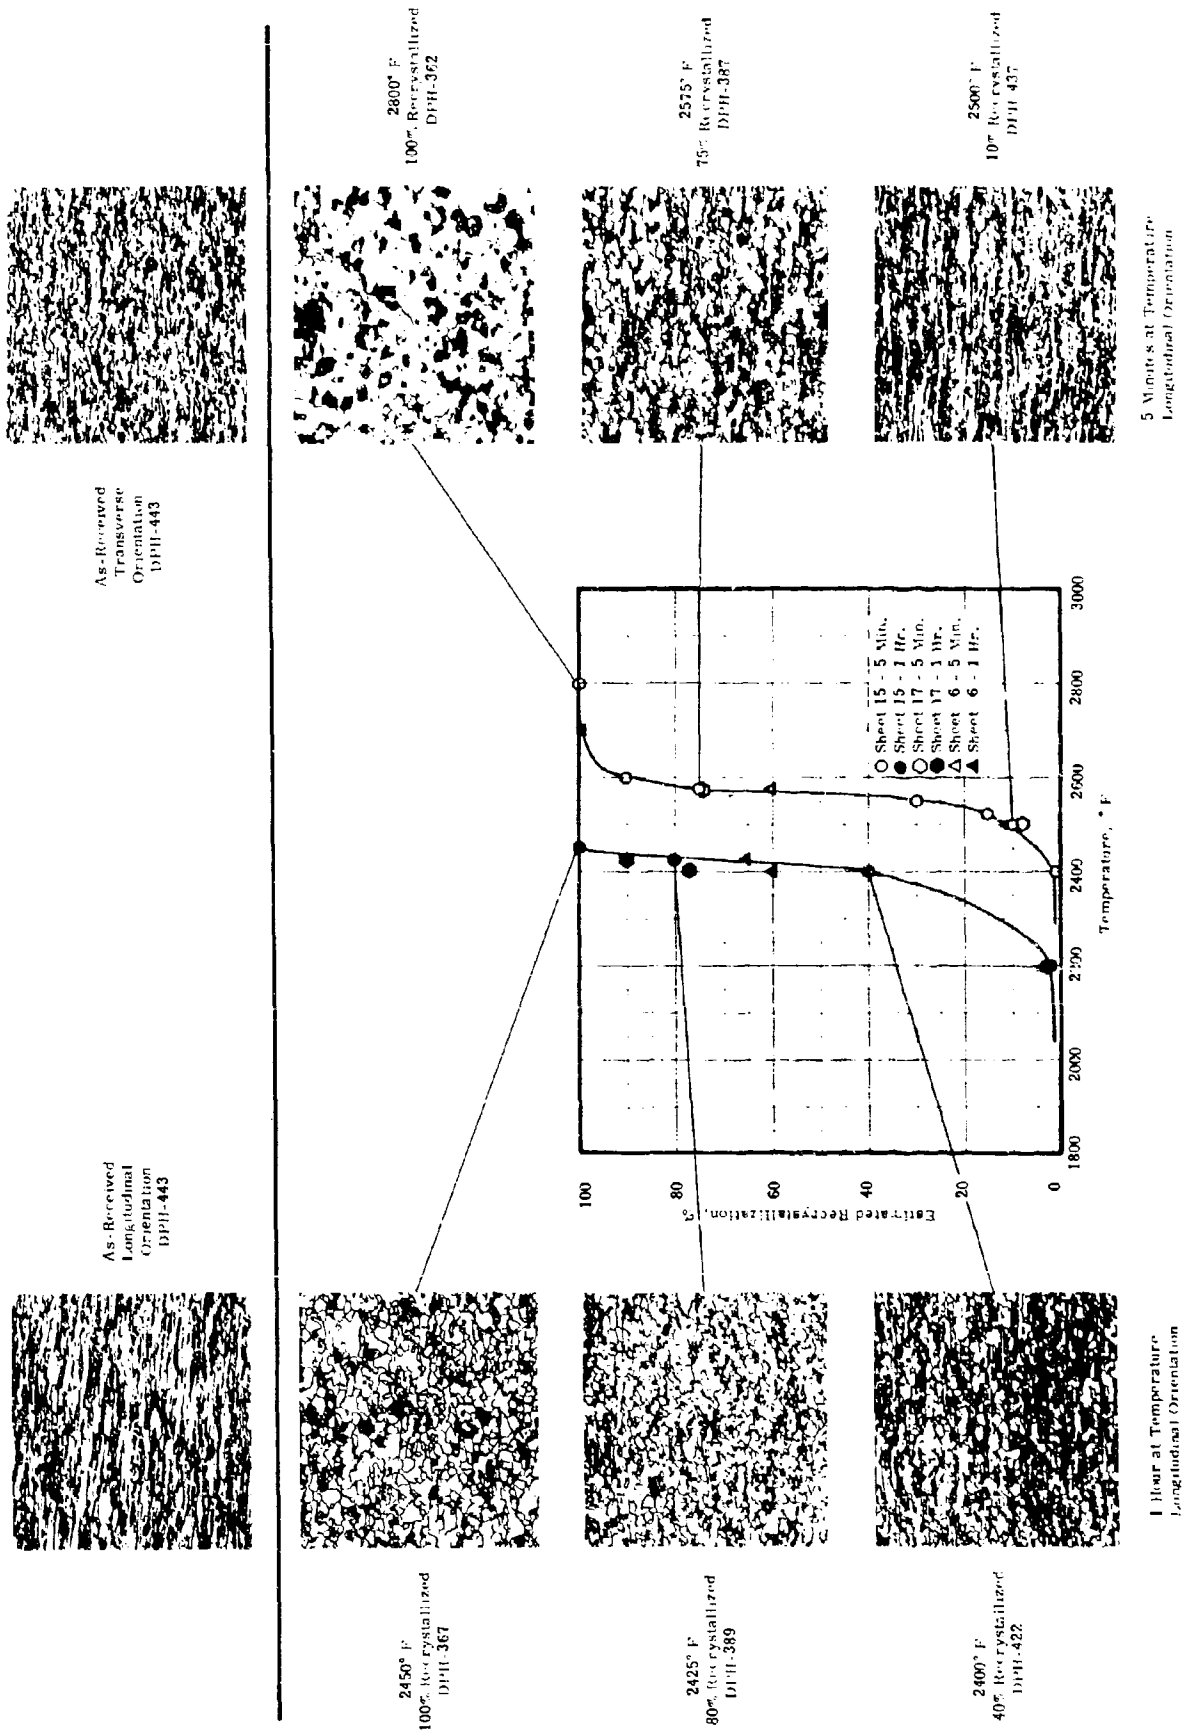 As-Received
Longitudinal
Orientation
DPH-443
As-Received
Transverse
Orientation
DPH-443
2450° F
100% Recrystallized
DPH-367
2800° F
100% Recrystallized
DPH-362
2425° F
80% Recrystallized
DPH-389
2575° F
75% Recrystallized
DPH-387
2400° F
40% Recrystallized
DPH-422
2500° F
10% Recrystallized
DPH-437
Estimated Recrystallization, %
100
80
60
40
20
0
1800
2000
2200
2400
2600
2800
3000
Temperature, °F
Sheet 15 - 5 Min.
Sheet 15 - 1 Hr.
Sheet 17 - 5 Min.
Sheet 17 - 1 Hr.
Sheet 6 - 5 Min.
Sheet 6 - 1 Hr.
1 Hour at Temperature
Longitudinal Orientation
5 Minutes at Temperature
Longitudinal Orientation